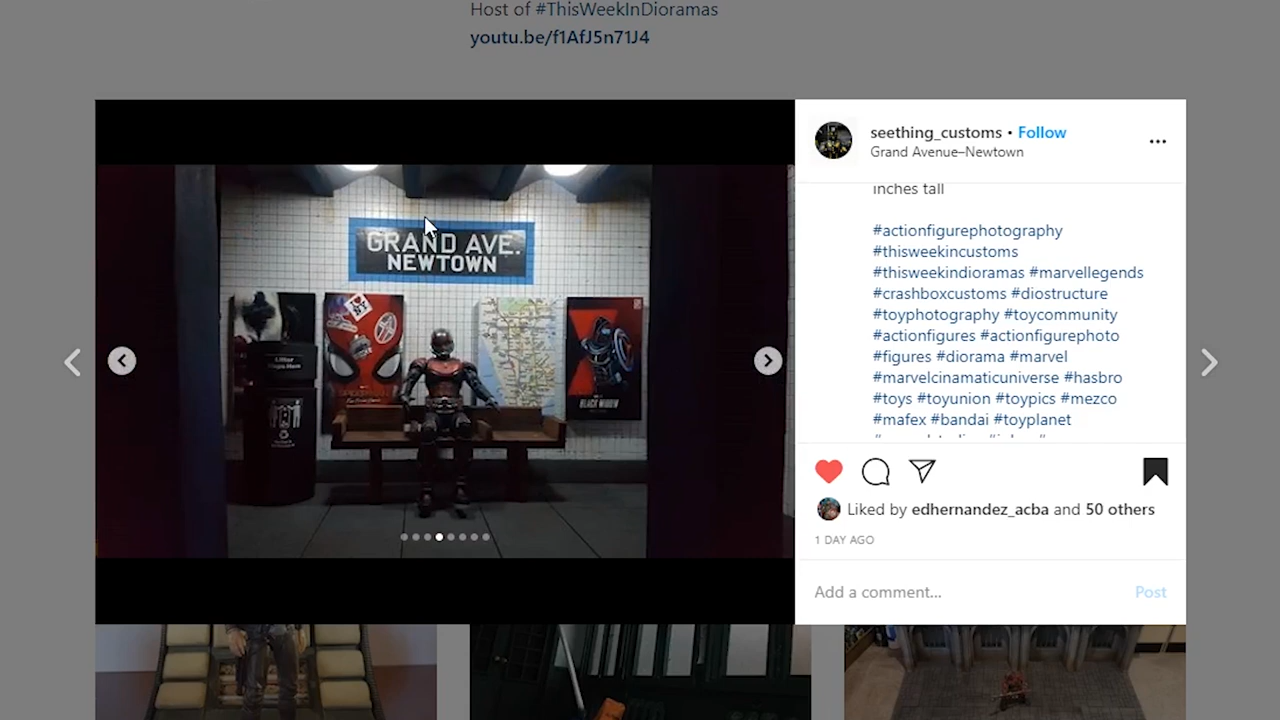 Host of #ThisWeekInDioramas
youtu.be/f1AfJ5n71J4
GRAND AVE.
NEWTOWN
Litter
BLACK WIDOW
seething_customs • Follow
Grand Avenue–Newtown
inches tall
#actionfigurephotography
#thisweekincustoms
#thisweekindioramas #marvellegends
#crashboxcustoms #diostructure
#toyphotography #toycommunity
#actionfigures #actionfigurephoto
#figures #diorama #marvel
#marvelcinamaticuniverse #hasbro
#toys #toyunion #toypics #mezco
#mafex #bandai #toyplanet
Liked by edhernandez_acba and 50 others
1 DAY AGO
Add a comment...
Post